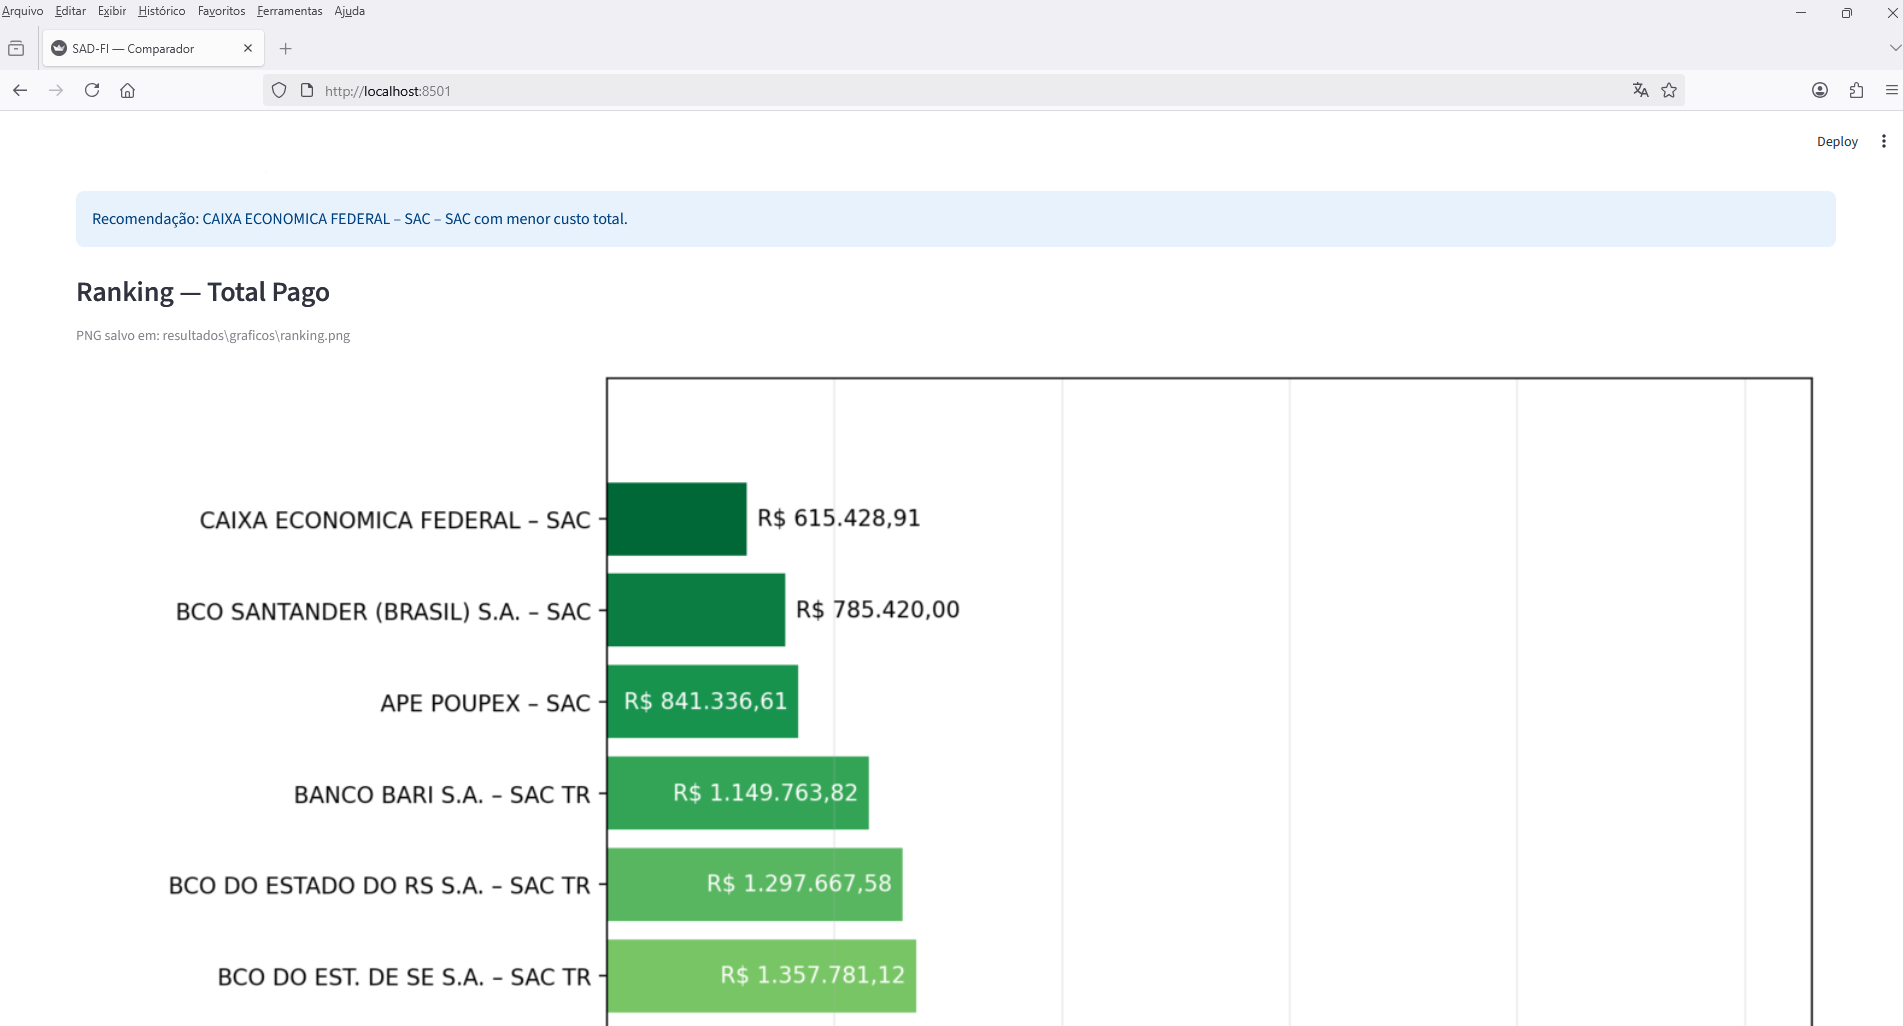 Arquivo Editar Exibir Histórico Favoritos Ferramentas Ajuda
SAD-FI — Comparador
http://localhost:8501
Deploy
Recomendação: CAIXA ECONOMICA FEDERAL – SAC – SAC com menor custo total.
Ranking — Total Pago
PNG salvo em: resultados\graficos\ranking.png
CAIXA ECONOMICA FEDERAL – SAC R$ 615.428,91
BCO SANTANDER (BRASIL) S.A. – SAC R$ 785.420,00
APE POUPEX – SAC R$ 841.336,61
BANCO BARI S.A. – SAC TR R$ 1.149.763,82
BCO DO ESTADO DO RS S.A. – SAC TR R$ 1.297.667,58
BCO DO EST. DE SE S.A. – SAC TR R$ 1.357.781,12